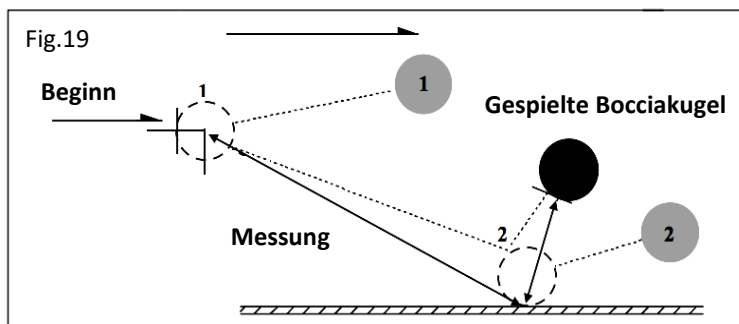 Fig.19
1
1
Beginn
Gespielte Bocciakugel
Messung
2
2